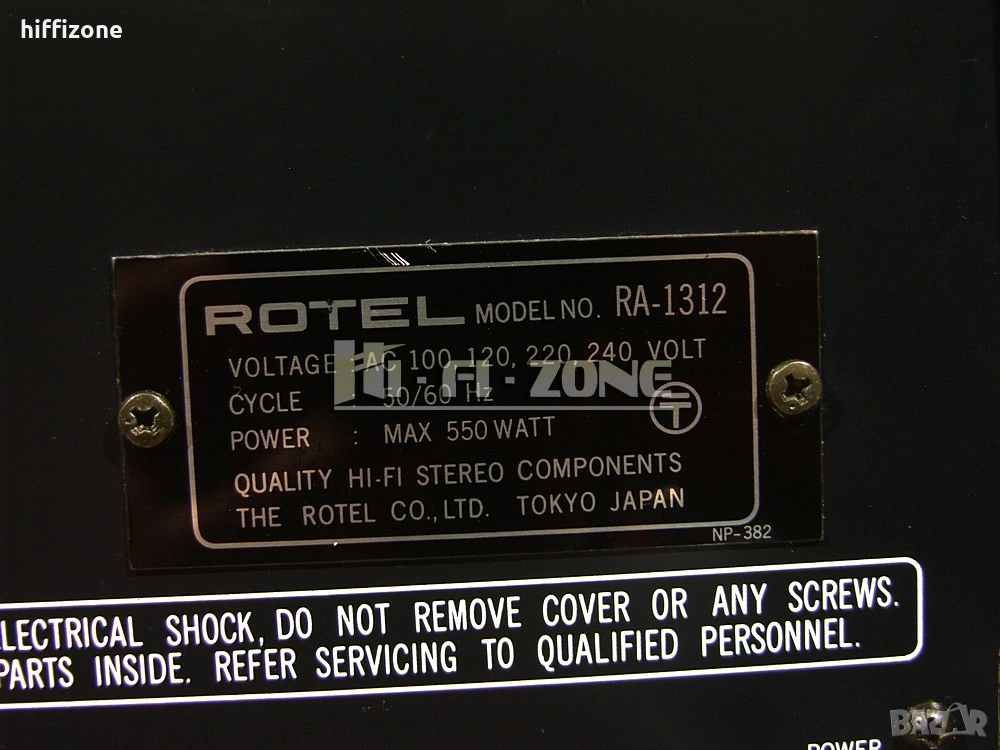 hiffizone
ROTEL MODEL NO. RA-1312
VOLTAGE : AC 100, 120, 220, 240 VOLT
HI-FI-ZONE
CYCLE : 50/60 Hz
POWER : MAX 550 WATT
QUALITY HI-FI STEREO COMPONENTS
THE ROTEL CO., LTD. TOKYO JAPAN
NP-382
ELECTRICAL SHOCK, DO NOT REMOVE COVER OR ANY SCREWS.
PARTS INSIDE. REFER SERVICING TO QUALIFIED PERSONNEL.
BAZAR
POWER